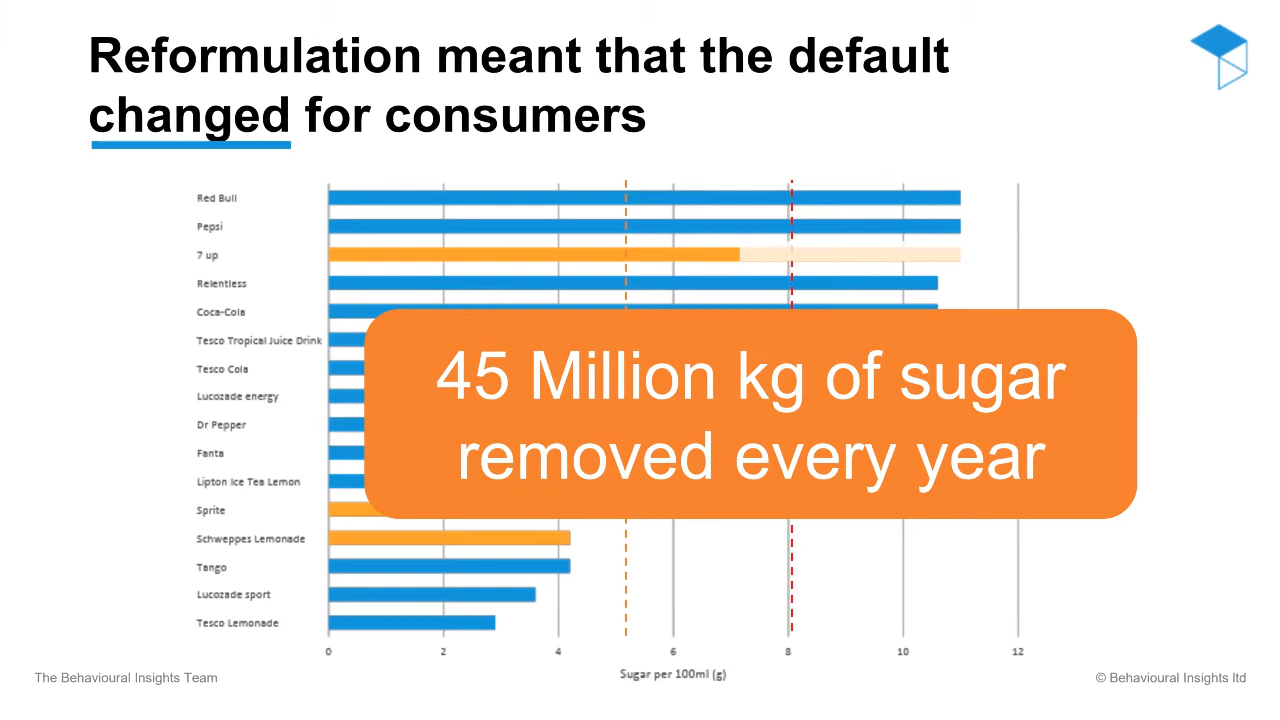 Reformulation meant that the default
changed for consumers
Red Bull
Pepsi
7 up
Relentless
Coca-Cola
Tesco Tropical Juice Drink
Tesco Cola
Lucozade energy
Dr Pepper
Fanta
Lipton Ice Tea Lemon
Sprite
Schweppes Lemonade
Tango
Lucozade sport
Tesco Lemonade
45 Million kg of sugar
removed every year
0 2 4 6 8 10 12
Sugar per 100ml (g)
The Behavioural Insights Team
© Behavioural Insights ltd